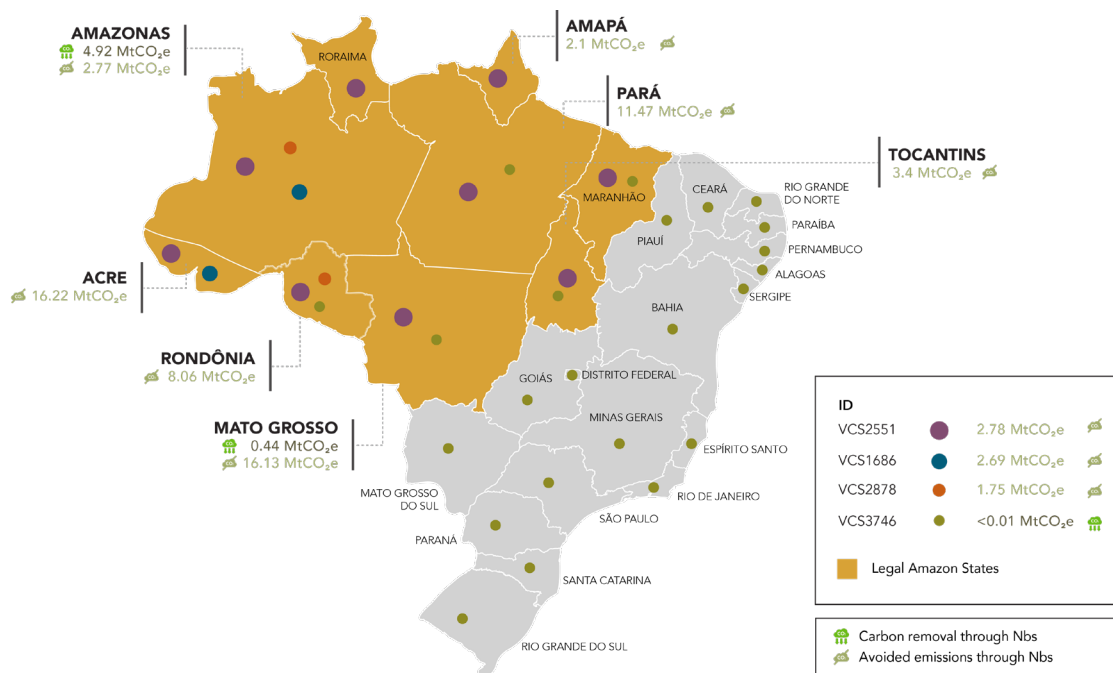 AMAZONAS
4.92 MtCO₂e
2.77 MtCO₂e
RORAIMA
AMAPÁ
2.1 MtCO₂e
PARÁ
11.47 MtCO₂e
TOCANTINS
3.4 MtCO₂e
MARANHÃO
CEARÁ
RIO GRANDE
DO NORTE
PARAÍBA
PIAUÍ
PERNAMBUCO
ALAGOAS
SERGIPE
ACRE
16.22 MtCO₂e
BAHIA
RONDÔNIA
8.06 MtCO₂e
GOIÁS
DISTRITO FEDERAL
MINAS GERAIS
MATO GROSSO
0.44 MtCO₂e
16.13 MtCO₂e
ESPÍRITO SANTO
MATO GROSSO
DO SUL
RIO DE JANEIRO
SÃO PAULO
PARANÁ
SANTA CATARINA
RIO GRANDE DO SUL
ID
VCS2551 2.78 MtCO₂e
VCS1686 2.69 MtCO₂e
VCS2878 1.75 MtCO₂e
VCS3746 <0.01 MtCO₂e
Legal Amazon States
Carbon removal through Nbs
Avoided emissions through Nbs